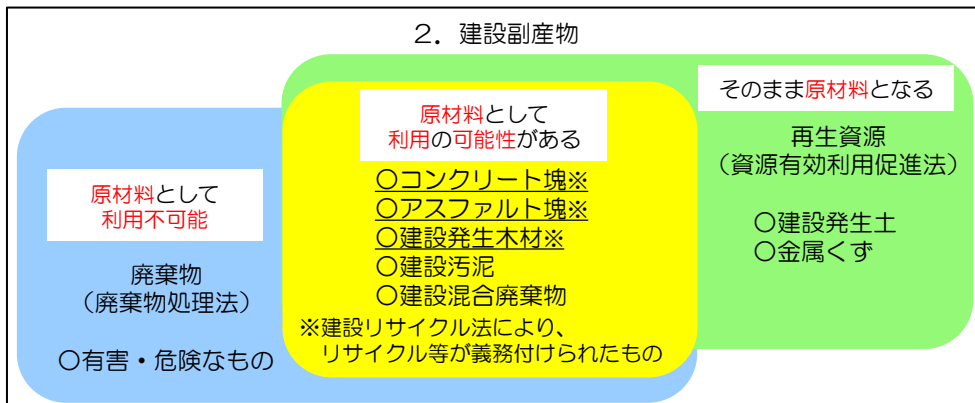 ２．建設副産物
原材料として
利用不可能
廃棄物
（廃棄物処理法）
〇有害・危険なもの
原材料として
利用の可能性がある
〇コンクリート塊※
〇アスファルト塊※
〇建設発生木材※
〇建設汚泥
〇建設混合廃棄物
※建設リサイクル法により、
リサイクル等が義務付けられたもの
そのまま原材料となる
再生資源
（資源有効利用促進法）
〇建設発生土
〇金属くず